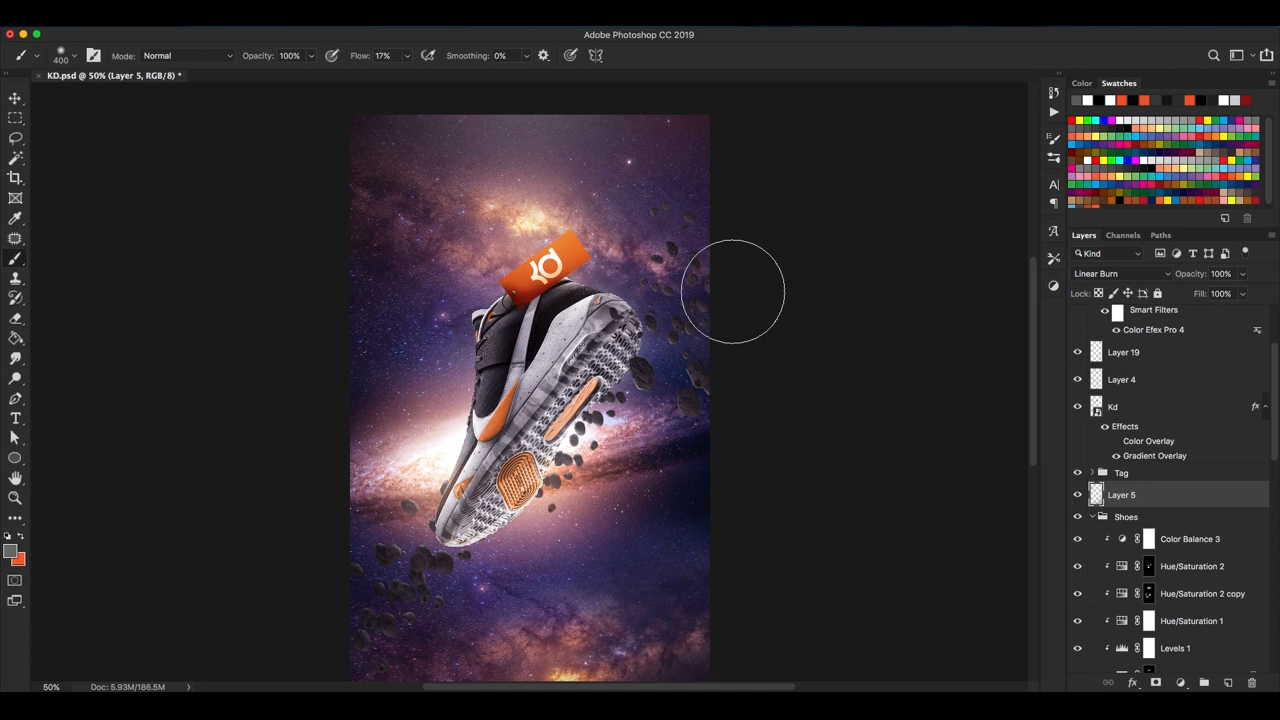 Adobe Photoshop CC 2019
400
Mode: Normal
Opacity: 100%
Flow: 17%
Smoothing: 0%
KD.psd @ 50% (Layer 5, RGB/8) *
Color
Swatches
Layers
Channels
Paths
Kind
Linear Burn
Opacity: 100%
Lock:
Fill: 100%
Smart Filters
Color Efex Pro 4
Layer 19
Layer 4
Kd
fx
Effects
Color Overlay
Gradient Overlay
Tag
Layer 5
Shoes
Color Balance 3
Hue/Saturation 2
Hue/Saturation 2 copy
Hue/Saturation 1
Levels 1
fx
50%
Doc: 5.93M/186.5M